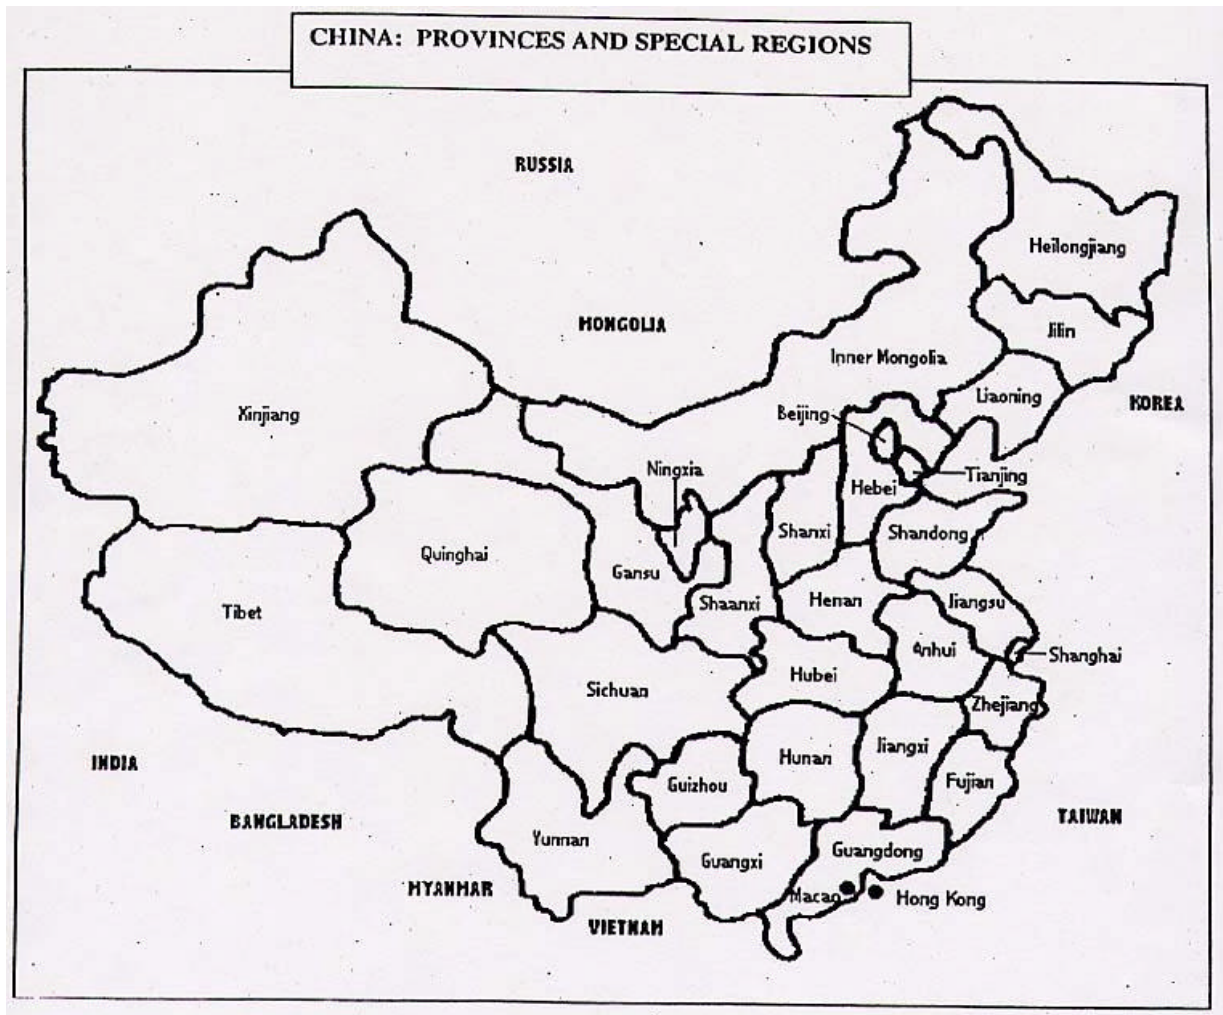 CHINA: PROVINCES AND SPECIAL REGIONS
RUSSIA
Heilongjiang
MONGOLIA
Jilin
Inner Mongolia
Liaoning
KOREA
Xinjiang
Beijing
Ningxia
Tianjing
Hebei
Shanxi
Shandong
Quinghai
Gansu
Shaanxi
Henan
Jiangsu
Tibet
Anhui
Shanghai
Hubei
Sichuan
Zhejiang
Jiangxi
Hunan
INDIA
Guizhou
Fujian
BANGLADESH
TAIWAN
Yunnan
Guangxi
Guangdong
MYANMAR
Macao
Hong Kong
VIETNAM